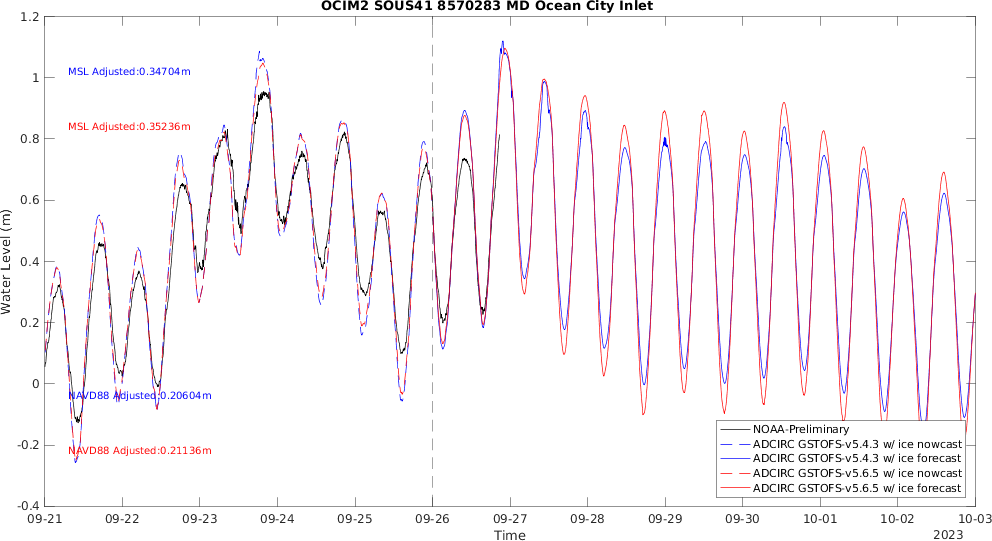 OCIM2 SOUS41 8570283 MD Ocean City Inlet
1.2
1
0.8
0.6
0.4
0.2
0
-0.2
-0.4
Water Level (m)
MSL Adjusted:0.34704m
MSL Adjusted:0.35236m
NAVD88 Adjusted:0.20604m
NAVD88 Adjusted:0.21136m
NOAA-Preliminary
ADCIRC GSTOFS-v5.4.3 w/ ice nowcast
ADCIRC GSTOFS-v5.4.3 w/ ice forecast
ADCIRC GSTOFS-v5.6.5 w/ ice nowcast
ADCIRC GSTOFS-v5.6.5 w/ ice forecast
09-21 09-22 09-23 09-24 09-25 09-26 09-27 09-28 09-29 09-30 10-01 10-02 10-03
Time
2023